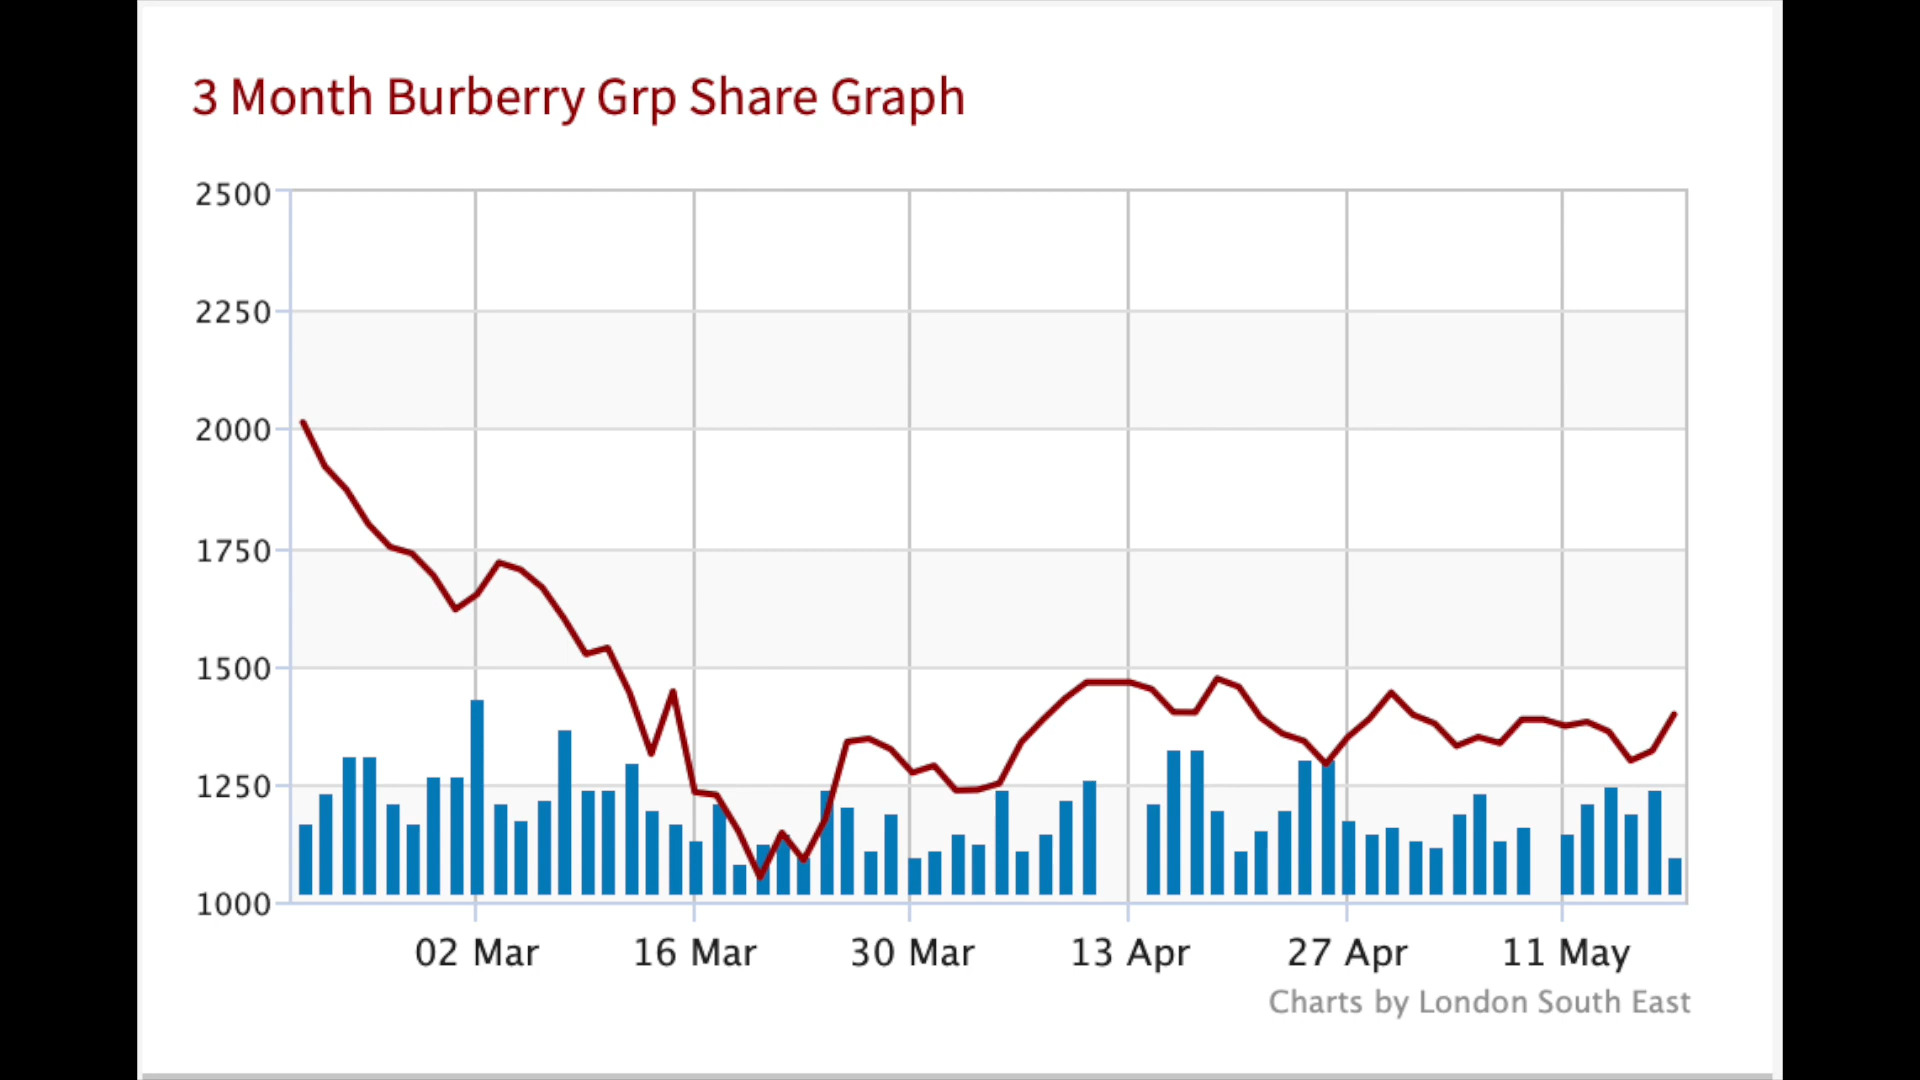 3 Month Burberry Grp Share Graph
2500
2250
2000
1750
1500
1250
1000
02 Mar 16 Mar 30 Mar 13 Apr 27 Apr 11 May
Charts by London South East